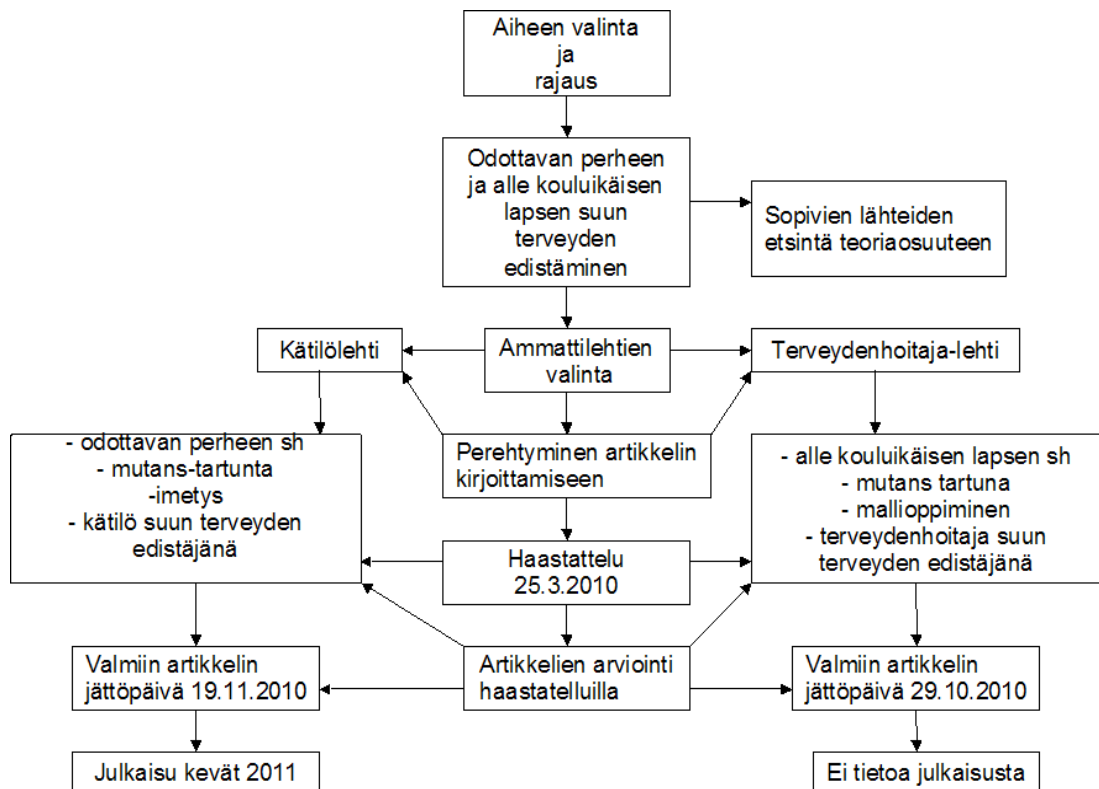 Aiheen valinta
ja
rajaus
Odottavan perheen
ja alle kouluikäisen
lapsen suun
terveyden
edistäminen
Sopivien lähteiden
etsintä teoriaosuuteen
Kätilölehti
Ammattilehtien
valinta
Terveydenhoitaja-lehti
- odottavan perheen sh
- mutans-tartunta
-imetys
- kätilö suun terveyden
edistäjänä
Perehtyminen artikkelin
kirjoittamiseen
- alle kouluikäisen lapsen sh
- mutans tartuna
- mallioppiminen
- terveydenhoitaja suun
terveyden edistäjänä
Haastattelu
25.3.2010
Valmiin artikkelin
jättöpäivä 19.11.2010
Artikkelien arviointi
haastatelluilla
Valmiin artikkelin
jättöpäivä 29.10.2010
Julkaisu kevät 2011
Ei tietoa julkaisusta